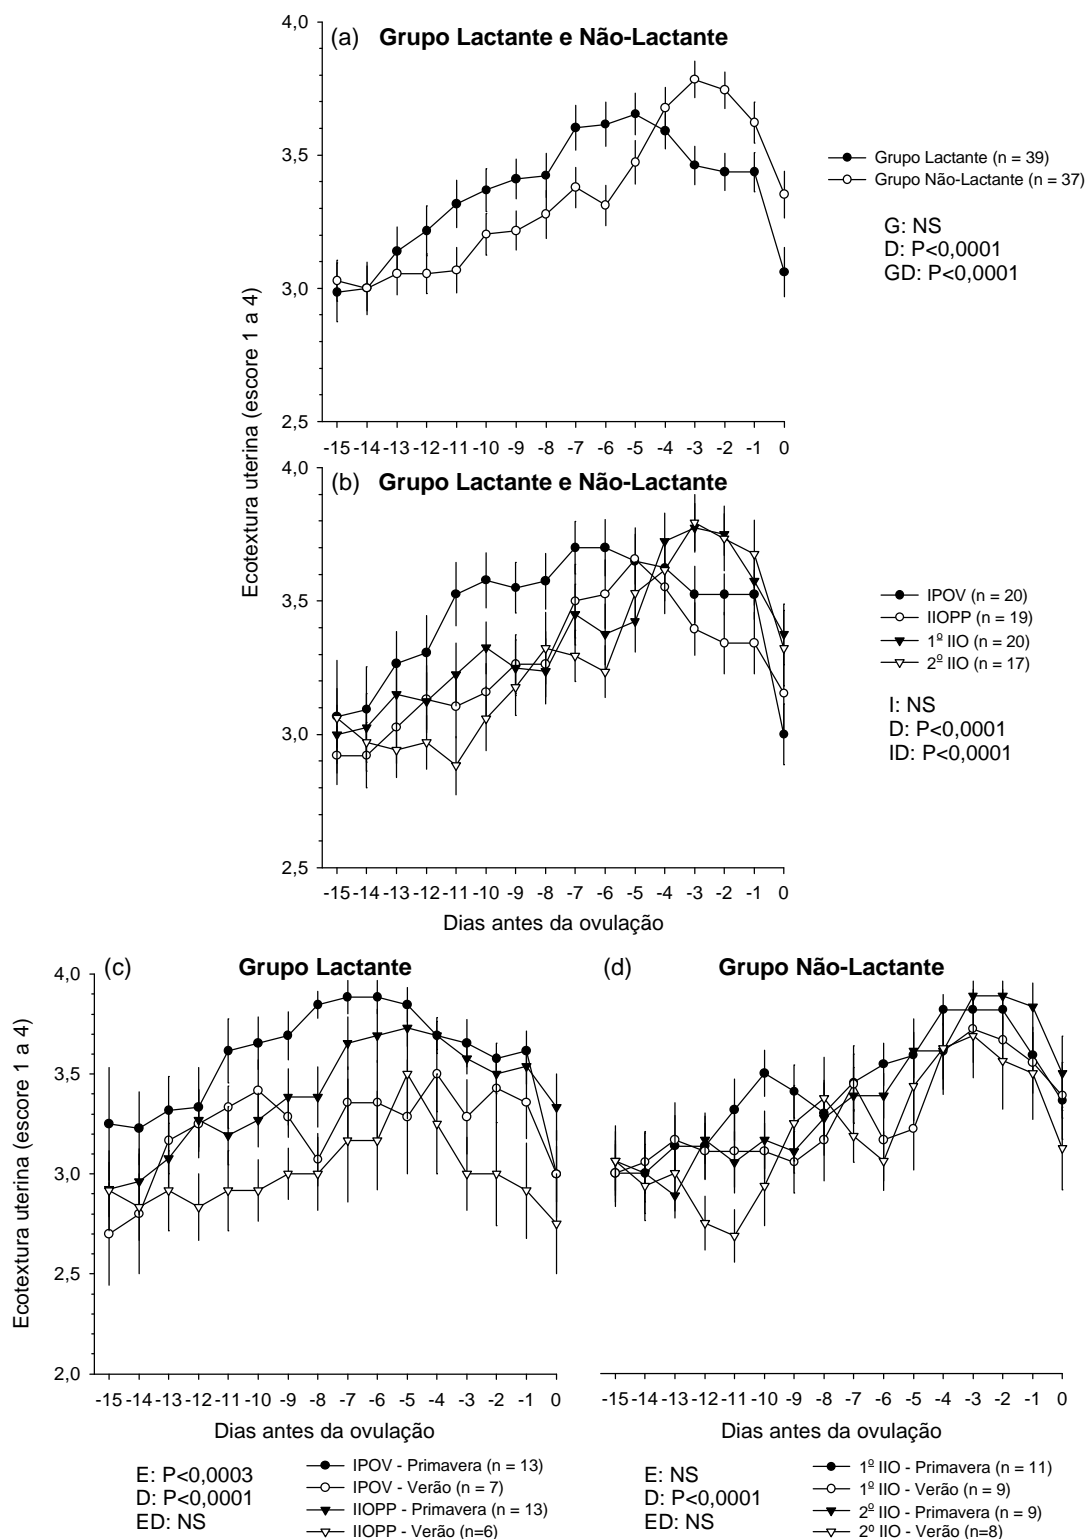 (a) Grupo Lactante e Não-Lactante
4,0
3,5
3,0
2,5
Ecotextura uterina (escore 1 a 4)
-15 -14 -13 -12 -11 -10 -9 -8 -7 -6 -5 -4 -3 -2 -1 0
Grupo Lactante (n = 39)
Grupo Não-Lactante (n = 37)
G: NS
D: P<0,0001
GD: P<0,0001
(b) Grupo Lactante e Não-Lactante
4,0
3,5
3,0
2,5
-15 -14 -13 -12 -11 -10 -9 -8 -7 -6 -5 -4 -3 -2 -1 0
Dias antes da ovulação
IPOV (n = 20)
IIOPP (n = 19)
1º IIO (n = 20)
2º IIO (n = 17)
I: NS
D: P<0,0001
ID: P<0,0001
(c) Grupo Lactante
4,0
3,5
3,0
2,5
2,0
Ecotextura uterina (escore 1 a 4)
-15 -14 -13 -12 -11 -10 -9 -8 -7 -6 -5 -4 -3 -2 -1 0
Dias antes da ovulação
E: P<0,0003
D: P<0,0001
ED: NS
IPOV - Primavera (n = 13)
IPOV - Verão (n = 7)
IIOPP - Primavera (n = 13)
IIOPP - Verão (n=6)
(d) Grupo Não-Lactante
-15 -14 -13 -12 -11 -10 -9 -8 -7 -6 -5 -4 -3 -2 -1 0
Dias antes da ovulação
E: NS
D: P<0,0001
ED: NS
1º IIO - Primavera (n = 11)
1º IIO - Verão (n = 9)
2º IIO - Primavera (n = 9)
2º IIO - Verão (n=8)